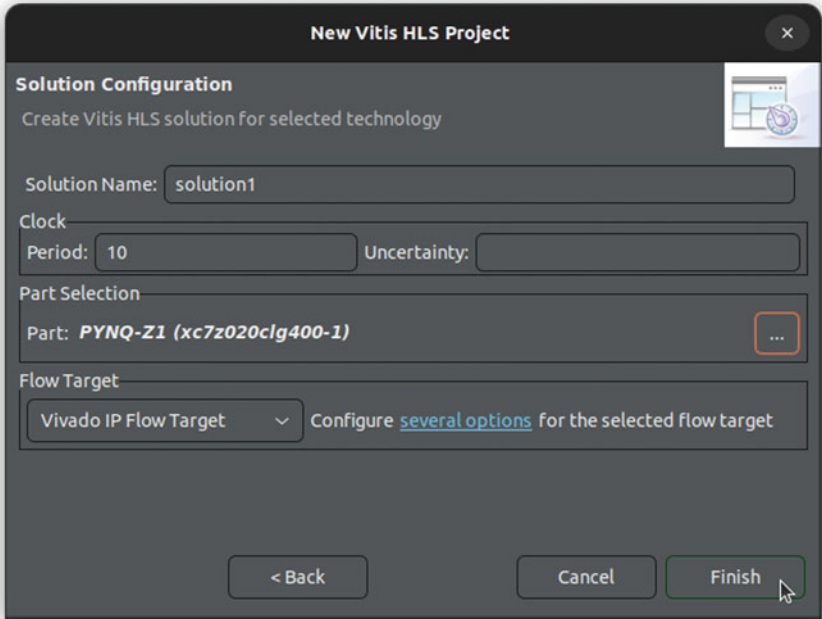 New Vitis HLS Project
Solution Configuration
Create Vitis HLS solution for selected technology
Solution Name: solution1
Clock
Period: 10 Uncertainty:
Part Selection
Part: PYNQ-Z1 (xc7z020clg400-1)
...
Flow Target
Vivado IP Flow Target Configure several options for the selected flow target
< Back Cancel Finish